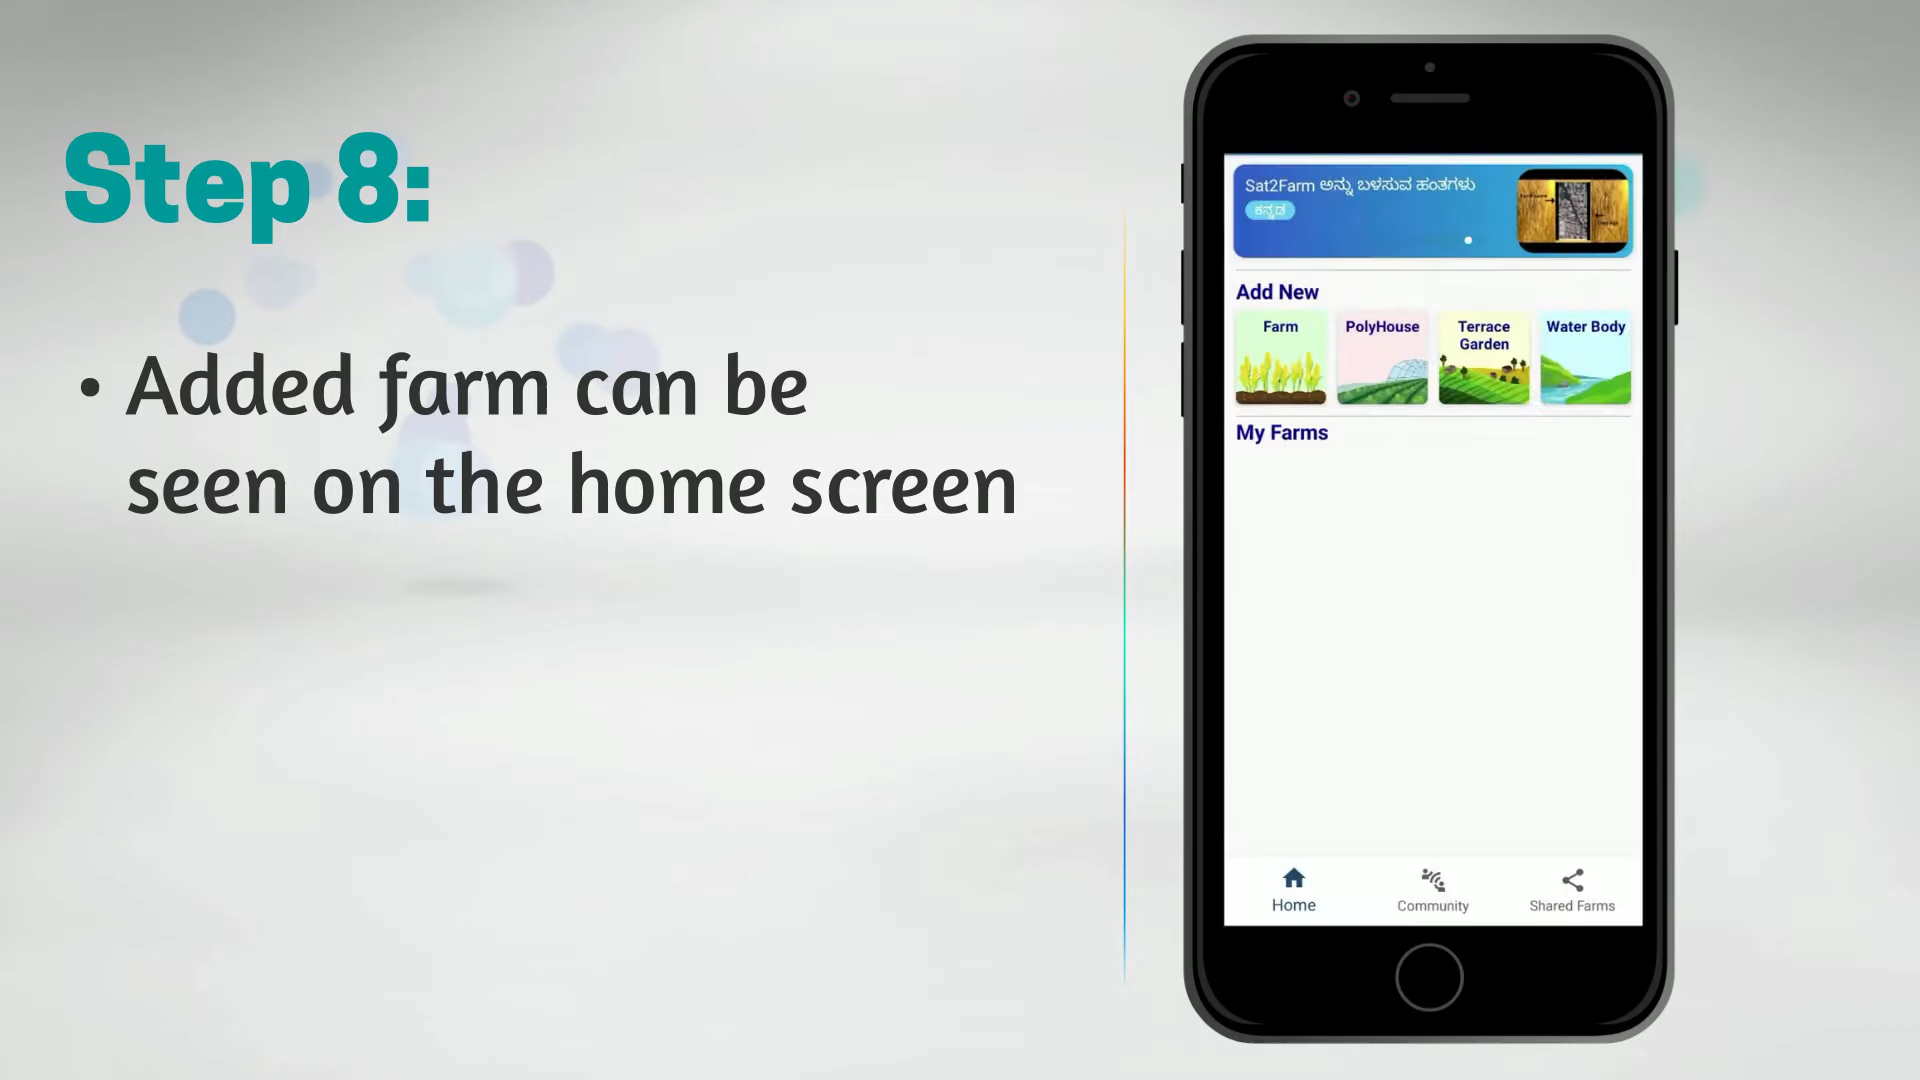 Step 8:
• Added farm can be
seen on the home screen
Sat2Farm ಅನ್ನು ಬಳಸುವ ಹಂತಗಳು
ಕನ್ನಡ
Add New
Farm
PolyHouse
Terrace
Garden
Water Body
My Farms
Home
Community
Shared Farms